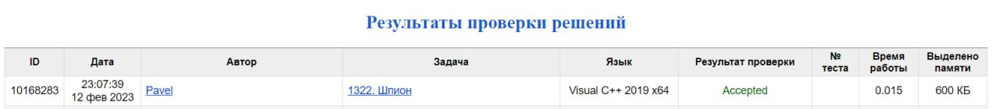 Результаты проверки решений
ID Дата Автор Задача Язык Результат проверки № теста Время работы Выделено памяти
10168283 23:07:39 12 фев 2023 Pavel 1322. Шпион Visual C++ 2019 x64 Accepted 0.015 600 КБ